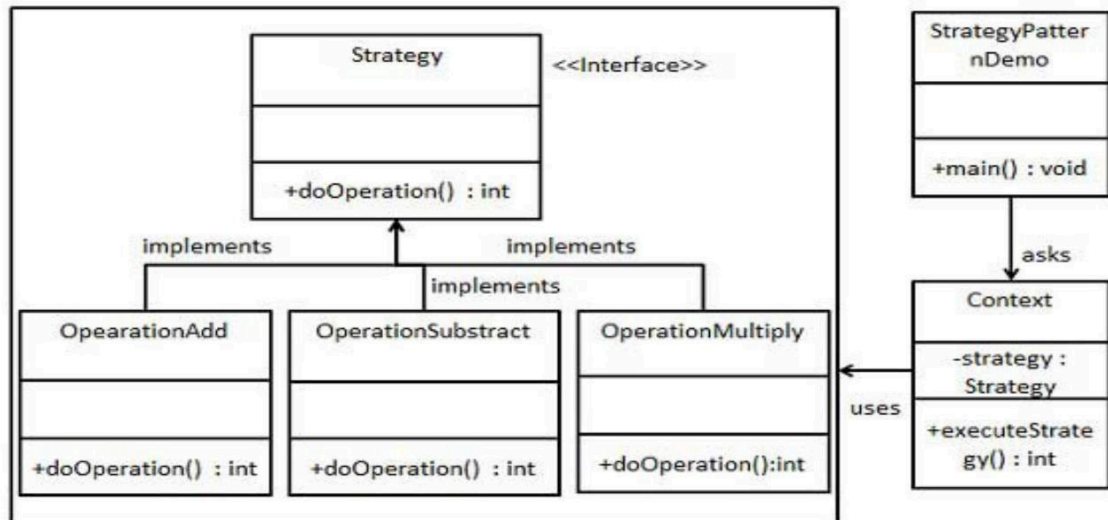 Strategy
<<Interface>>
+doOperation() : int
implements
implements
implements
OpearationAdd
+doOperation() : int
OperationSubstract
+doOperation() : int
OperationMultiply
+doOperation():int
StrategyPatter
nDemo
+main() : void
asks
Context
-strategy :
Strategy
+executeStrate
gy() : int
uses